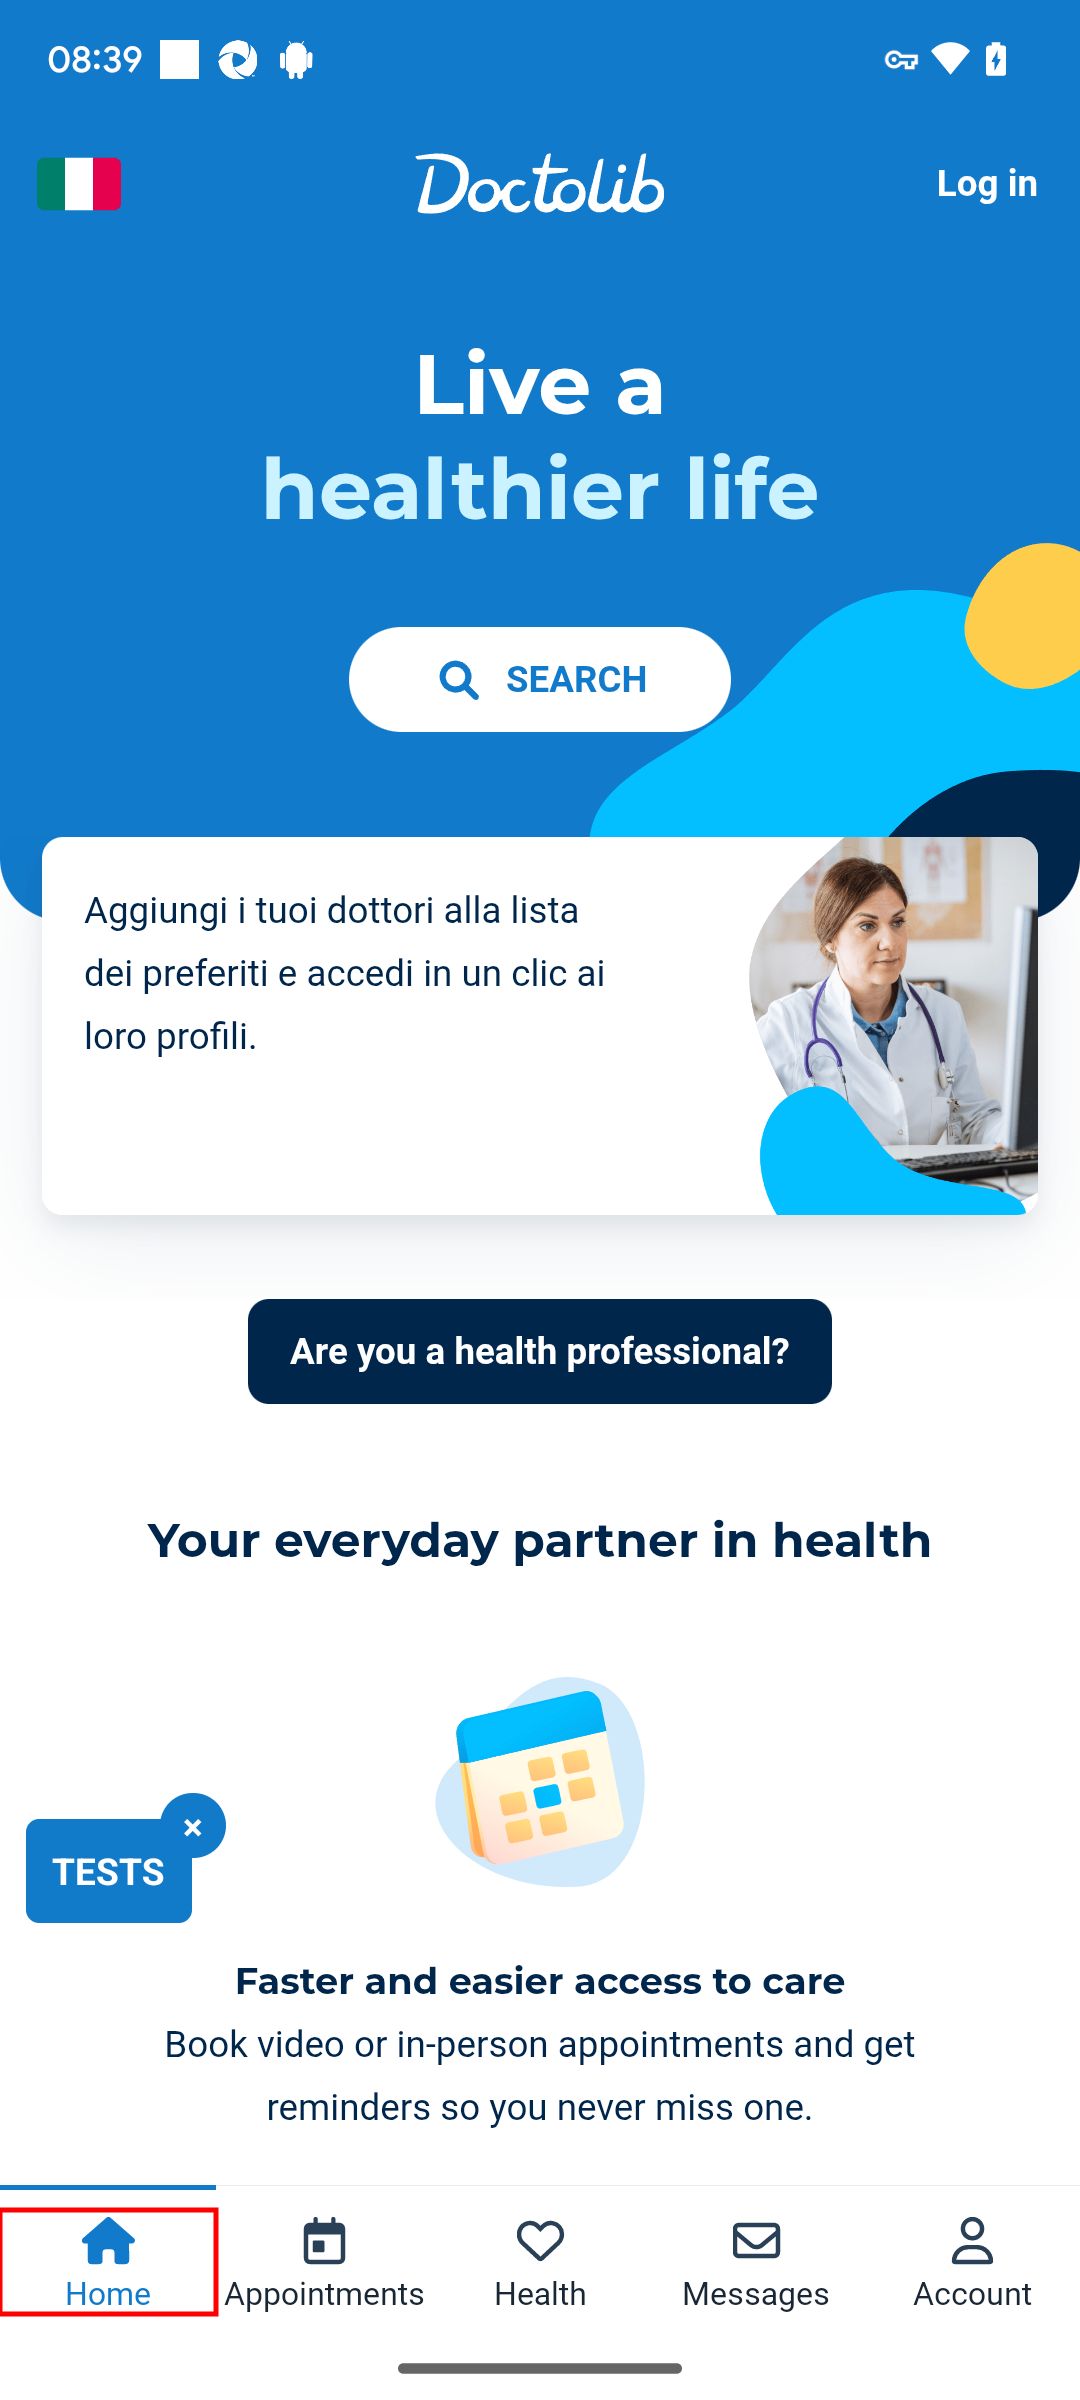 08:39
Doctolib
Log in
Live a
healthier life
SEARCH
Aggiungi i tuoi dottori alla lista
dei preferiti e accedi in un clic ai
loro profili.
Are you a health professional?
Your everyday partner in health
×
TESTS
Faster and easier access to care
Book video or in-person appointments and get
reminders so you never miss one.
Home
Appointments
Health
Messages
Account